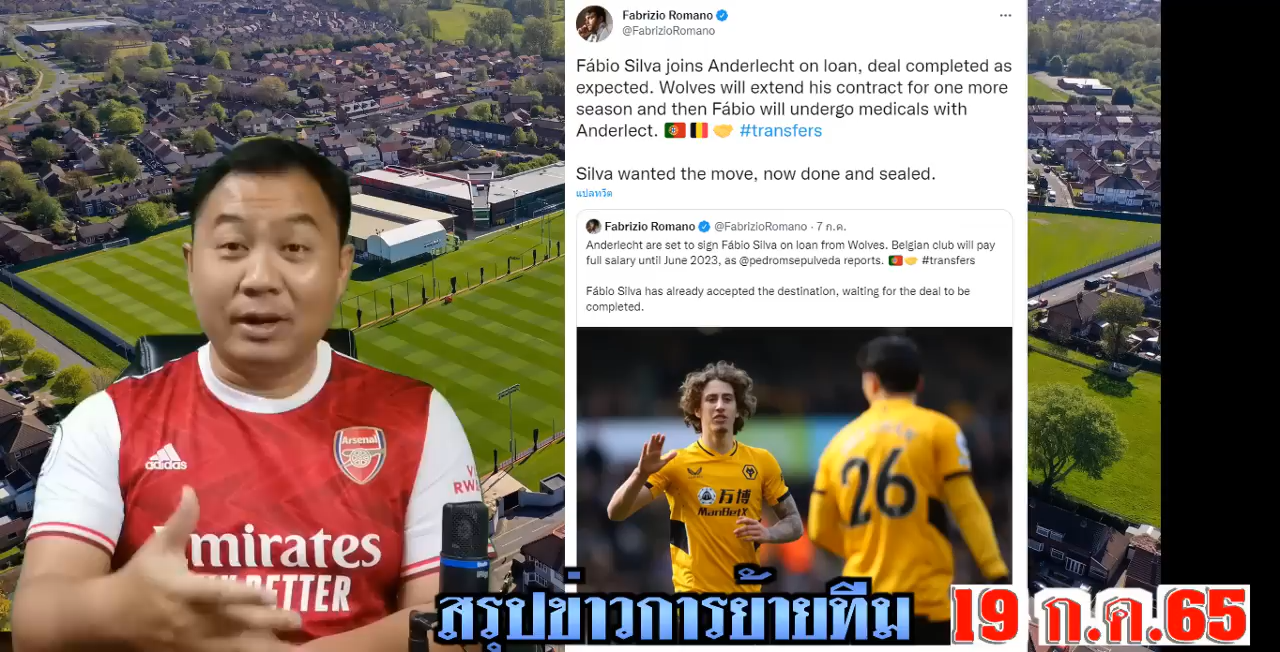 Fabrizio Romano
@FabrizioRomano
Fábio Silva joins Anderlecht on loan, deal completed as
expected. Wolves will extend his contract for one more
season and then Fábio will undergo medicals with
Anderlect. 🇵🇹🇧🇪🤝 #transfers
Silva wanted the move, now done and sealed.
แปลทวีต
Fabrizio Romano @FabrizioRomano · 7 ก.ค.
Anderlecht are set to sign Fábio Silva on loan from Wolves. Belgian club will pay
full salary until June 2023, as @pedromsepulveda reports. 🇵🇹🤝 #transfers
Fábio Silva has already accepted the destination, waiting for the deal to be
completed.
万博
ManBetX
26
Arsenal
adidas
สรุปข่าวการย้ายทีม
19 ก.ค.65